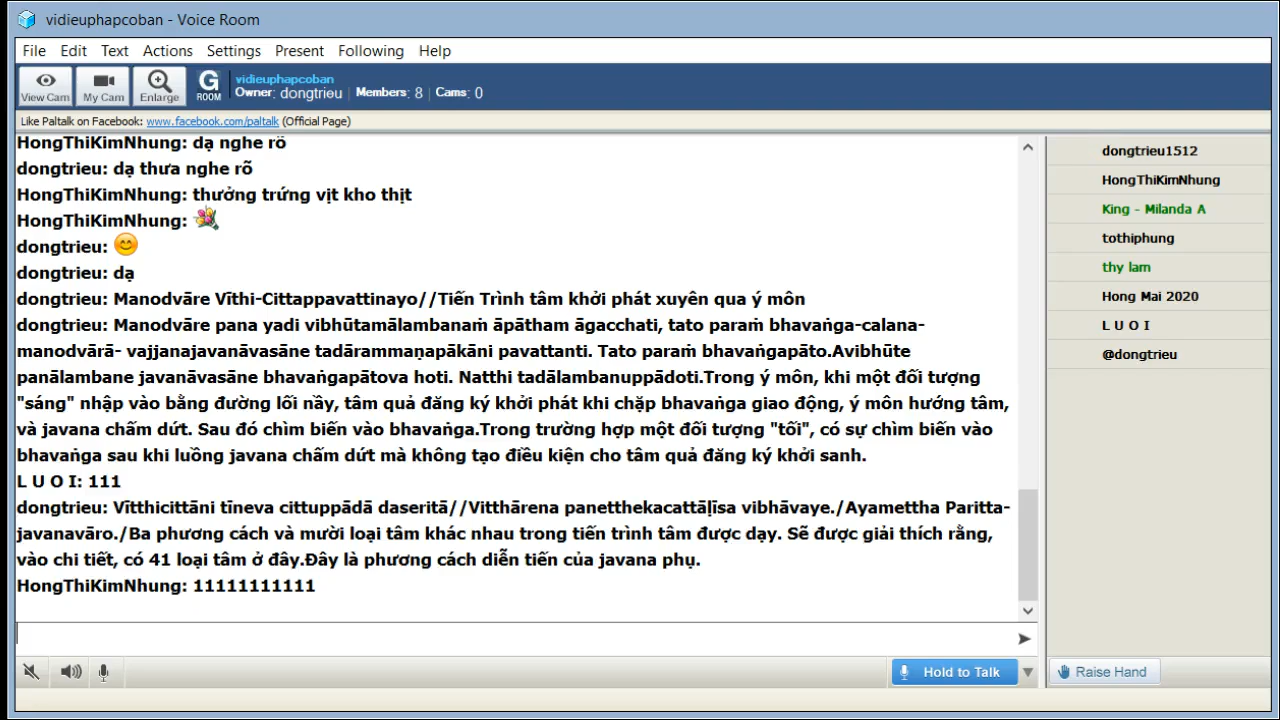 vidieuphapcoban - Voice Room
File Edit Text Actions Settings Present Following Help
View Cam My Cam Enlarge G ROOM
vidieuphapcoban
Owner: dongtrieu | Members: 8 | Cams: 0
Like Paltalk on Facebook: www.facebook.com/paltalk (Official Page)
HongThiKimNhung: dạ nghe rõ
dongtrieu: dạ thưa nghe rõ
HongThiKimNhung: thưởng trứng vịt kho thịt
HongThiKimNhung:
dongtrieu:
dongtrieu: dạ
dongtrieu: Manodvāre Vīthi-Cittappavattinayo//Tiến Trình tâm khởi phát xuyên qua ý môn
dongtrieu: Manodvāre pana yadi vibhūtamālambanaṁ āpātham āgacchati, tato paraṁ bhavaṅga-calana-
manodvārā- vajjanajavanāvasāne tadārammaṇapākāni pavattanti. Tato paraṁ bhavaṅgapāto.Avibhūte
panālambane javanāvasāne bhavaṅgapātova hoti. Natthi tadālambanuppādoti.Trong ý môn, khi một đối tượng
"sáng" nhập vào bằng đường lối nầy, tâm quả đăng ký khởi phát khi chặp bhavaṅga giao động, ý môn hướng tâm,
và javana chấm dứt. Sau đó chìm biến vào bhavaṅga.Trong trường hợp một đối tượng "tối", có sự chìm biến vào
bhavaṅga sau khi luồng javana chấm dứt mà không tạo điều kiện cho tâm quả đăng ký khởi sanh.
L U O I: 111
dongtrieu: Vītthicittāni tīneva cittuppādā daseritā//Vitthārena panetthekacattāḷīsa vibhāvaye./Ayamettha Paritta-
javanavāro./Ba phương cách và mười loại tâm khác nhau trong tiến trình tâm được dạy. Sẽ được giải thích rằng,
vào chi tiết, có 41 loại tâm ở đây.Đây là phương cách diễn tiến của javana phụ.
HongThiKimNhung: 11111111111
dongtrieu1512
HongThiKimNhung
King - Milanda A
tothiphung
thy lam
Hong Mai 2020
L U O I
@dongtrieu
Hold to Talk
Raise Hand